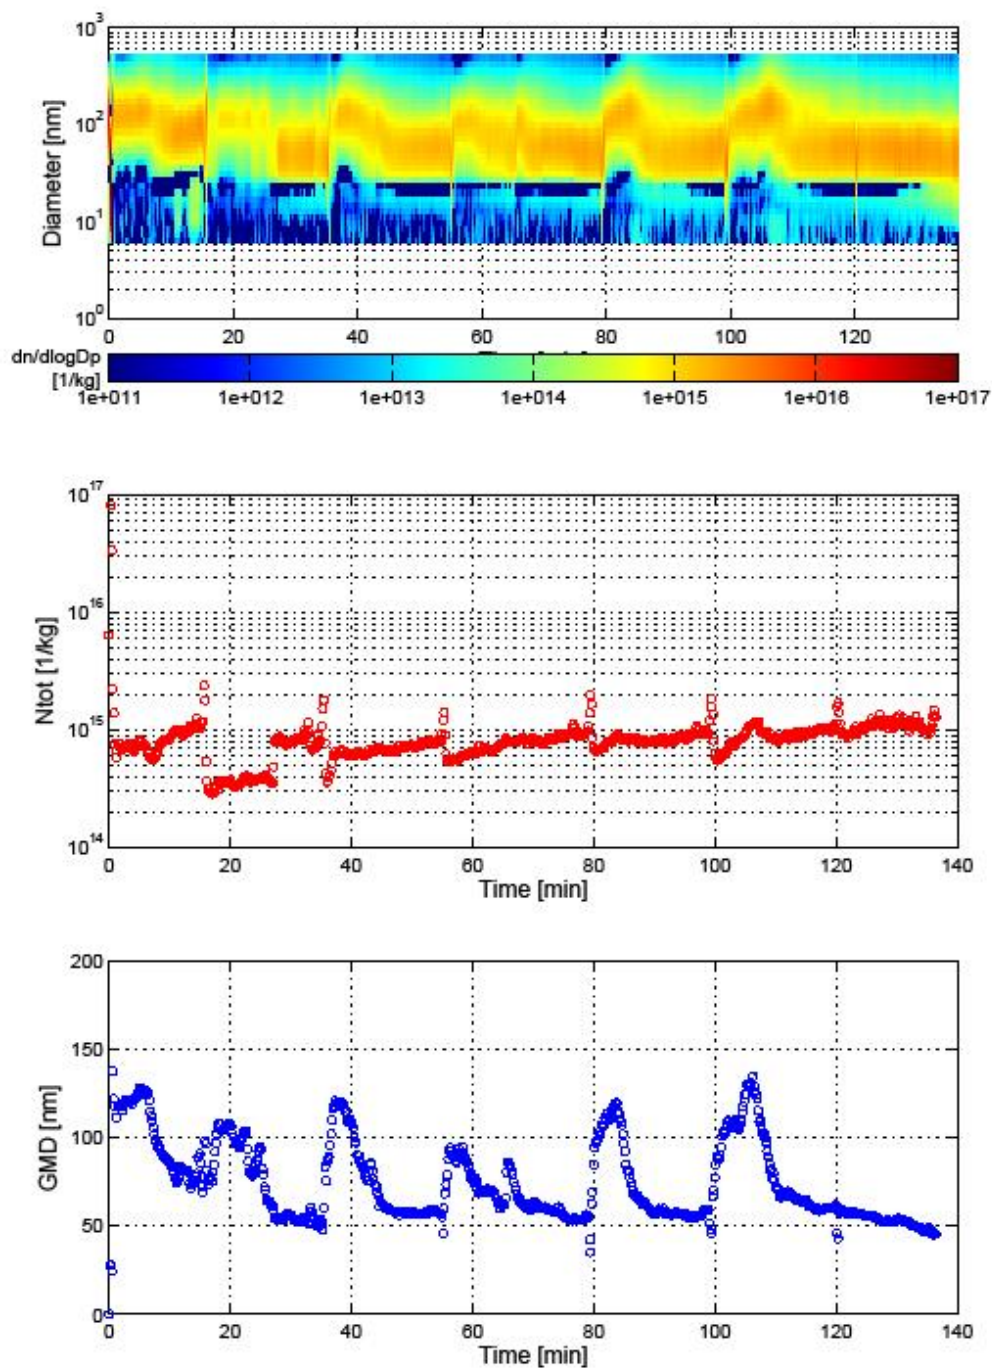 10³
10²
10¹
10⁰
Diameter [nm]
0 20 40 60 80 100 120
dn/dlogDp
[1/kg]
1e+011 1e+012 1e+013 1e+014 1e+015 1e+016 1e+017
10¹⁷
10¹⁶
10¹⁵
10¹⁴
Ntot [1/kg]
0 20 40 60 80 100 120 140
Time [min]
200
150
100
50
0
GMD [nm]
0 20 40 60 80 100 120 140
Time [min]